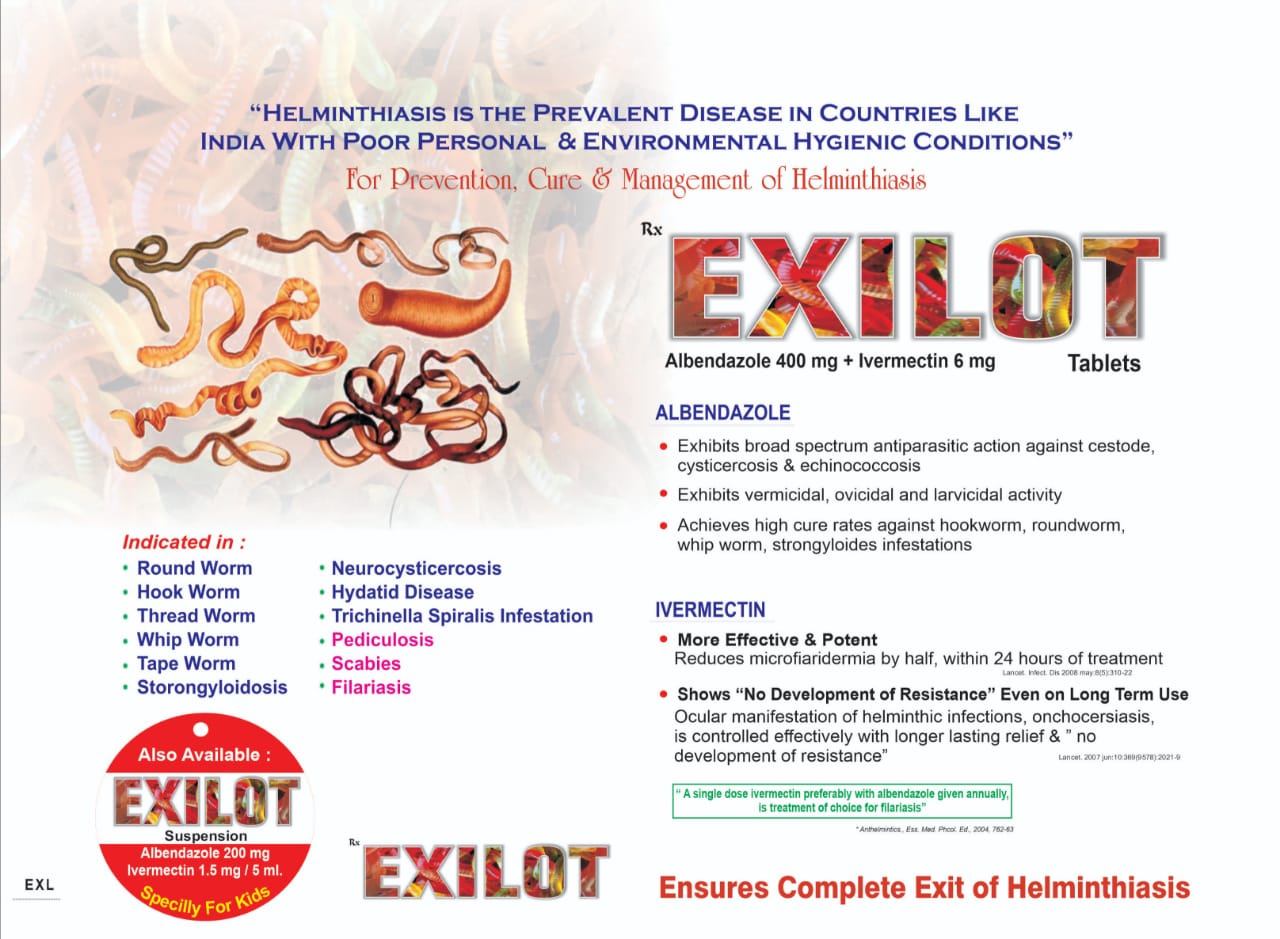 “HELMINTHIASIS IS THE PREVALENT DISEASE IN COUNTRIES LIKE
INDIA WITH POOR PERSONAL & ENVIRONMENTAL HYGIENIC CONDITIONS”
For Prevention, Cure & Management of Helminthiasis
Rx
EXILOT
Albendazole 400 mg + Ivermectin 6 mg Tablets
ALBENDAZOLE
• Exhibits broad spectrum antiparasitic action against cestode,
cysticercosis & echinococcosis
• Exhibits vermicidal, ovicidal and larvicidal activity
• Achieves high cure rates against hookworm, roundworm,
whip worm, strongyloides infestations
Indicated in :
• Round Worm
• Hook Worm
• Thread Worm
• Whip Worm
• Tape Worm
• Storongyloidosis
• Neurocysticercosis
• Hydatid Disease
• Trichinella Spiralis Infestation
• Pediculosis
• Scabies
• Filariasis
IVERMECTIN
• More Effective & Potent
Reduces microfiaridermia by half, within 24 hours of treatment
Lancet. Infect. Dis 2008 may:8(5):310-22
• Shows “No Development of Resistance” Even on Long Term Use
Ocular manifestation of helminthic infections, onchocersiasis,
is controlled effectively with longer lasting relief & ” no
development of resistance”
Lancet. 2007 jun:10:369(9578):2021-9
“ A single dose ivermectin preferably with albendazole given annually,
is treatment of choice for filariasis”
* Anthelmintics., Ess. Med. Phcol. Ed., 2004, 762-63
Also Available :
EXILOT
Suspension
Albendazole 200 mg
Ivermectin 1.5 mg / 5 ml.
Specilly For Kids
EXL
Rx
EXILOT
Ensures Complete Exit of Helminthiasis